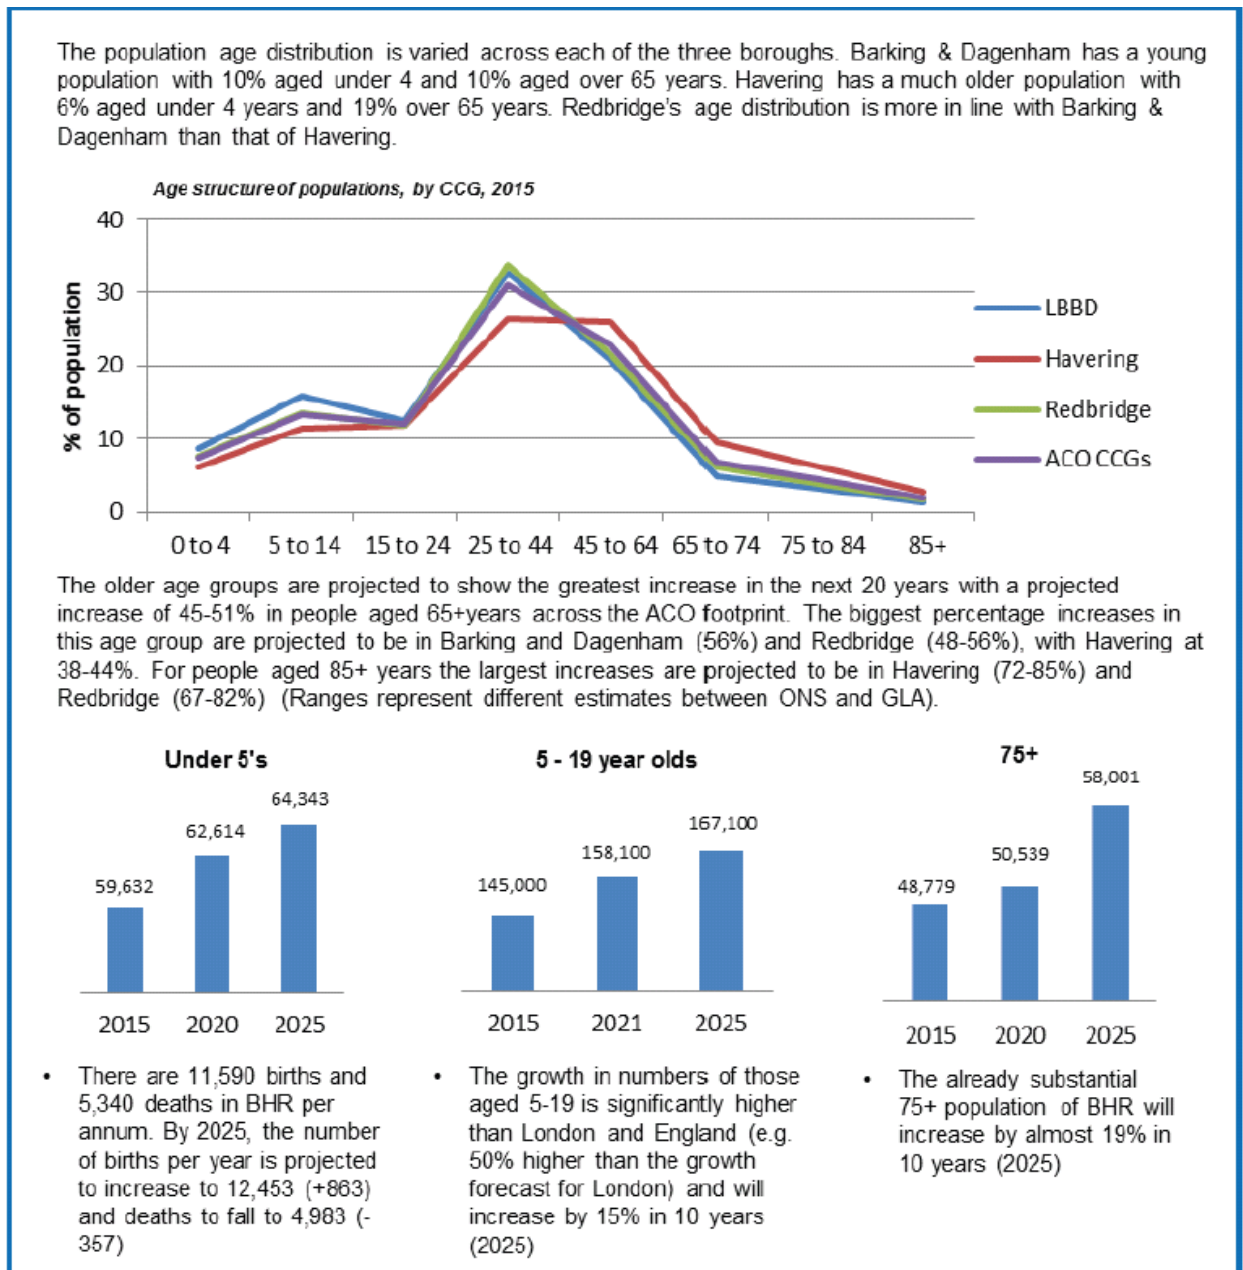 The population age distribution is varied across each of the three boroughs. Barking & Dagenham has a young
population with 10% aged under 4 and 10% aged over 65 years. Havering has a much older population with
6% aged under 4 years and 19% over 65 years. Redbridge's age distribution is more in line with Barking &
Dagenham than that of Havering.
Age structure of populations, by CCG, 2015
% of population
40
30
20
10
0
0 to 4 5 to 14 15 to 24 25 to 44 45 to 64 65 to 74 75 to 84 85+
LBBD
Havering
Redbridge
ACO CCGs
The older age groups are projected to show the greatest increase in the next 20 years with a projected
increase of 45-51% in people aged 65+years across the ACO footprint. The biggest percentage increases in
this age group are projected to be in Barking and Dagenham (56%) and Redbridge (48-56%), with Havering at
38-44%. For people aged 85+ years the largest increases are projected to be in Havering (72-85%) and
Redbridge (67-82%) (Ranges represent different estimates between ONS and GLA).
Under 5's
59,632
62,614
64,343
2015 2020 2025
• There are 11,590 births and
5,340 deaths in BHR per
annum. By 2025, the number
of births per year is projected
to increase to 12,453 (+863)
and deaths to fall to 4,983 (-
357)
5 - 19 year olds
145,000
158,100
167,100
2015 2021 2025
• The growth in numbers of those
aged 5-19 is significantly higher
than London and England (e.g.
50% higher than the growth
forecast for London) and will
increase by 15% in 10 years
(2025)
75+
48,779
50,539
58,001
2015 2020 2025
• The already substantial
75+ population of BHR will
increase by almost 19% in
10 years (2025)